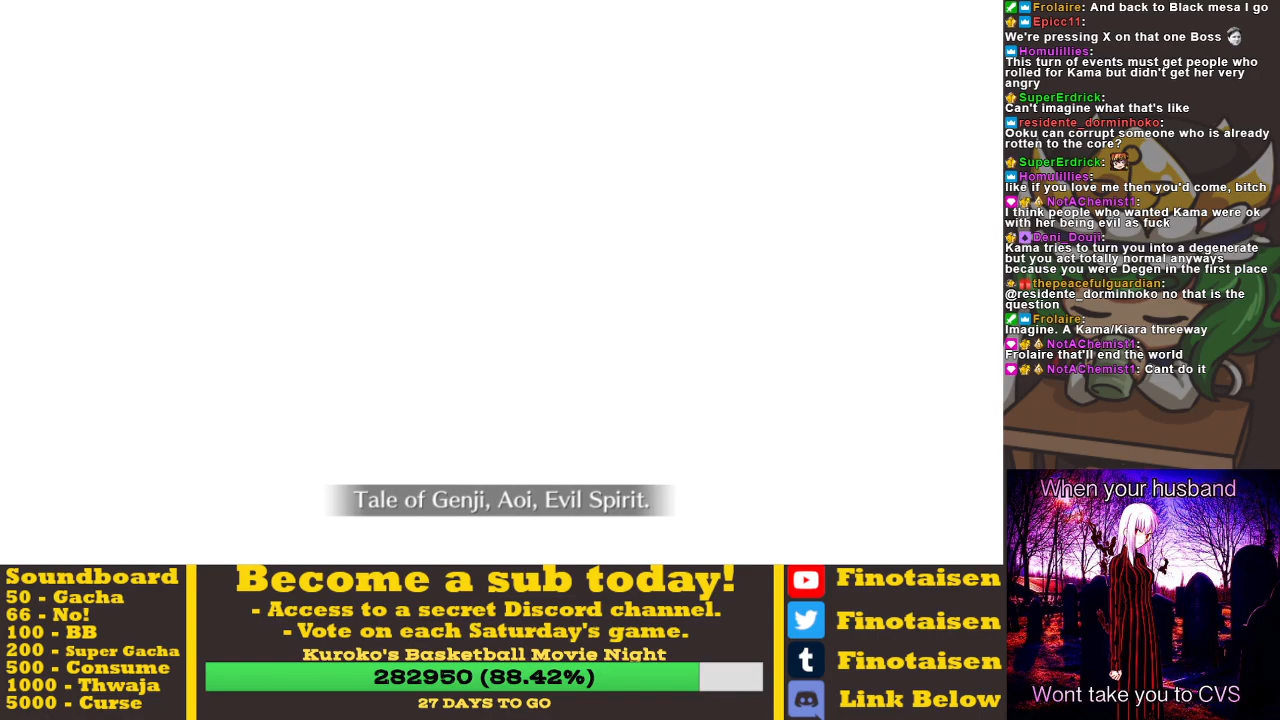 Tale of Genji, Aoi, Evil Spirit.
Soundboard
50 - Gacha
66 - No!
100 - BB
200 - Super Gacha
500 - Consume
1000 - Thwaja
5000 - Curse
Become a sub today!
- Access to a secret Discord channel.
- Vote on each Saturday's game.
Kuroko's Basketball Movie Night
282950 (88.42%)
27 DAYS TO GO
Finotaisen
Finotaisen
t Finotaisen
Link Below
Frolaire: And back to Black mesa I go
Epicc11:
We're pressing X on that one Boss
Homulillies:
This turn of events must get people who
rolled for Kama but didn't get her very
angry
SuperErdrick:
Can't imagine what that's like
residente_dorminhoko:
Ooku can corrupt someone who is already
rotten to the core?
SuperErdrick:
Homulillies:
like if you love me then you'd come, bitch
NotAChemist1:
I think people who wanted Kama were ok
with her being evil as fuck
Deni_Douji:
Kama tries to turn you into a degenerate
but you act totally normal anyways
because you were Degen in the first place
thepeacefulguardian:
@residente_dorminhoko no that is the
question
Frolaire:
Imagine. A Kama/Kiara threeway
NotAChemist1:
Frolaire that'll end the world
NotAChemist1: Cant do it
When your husband
Wont take you to CVS